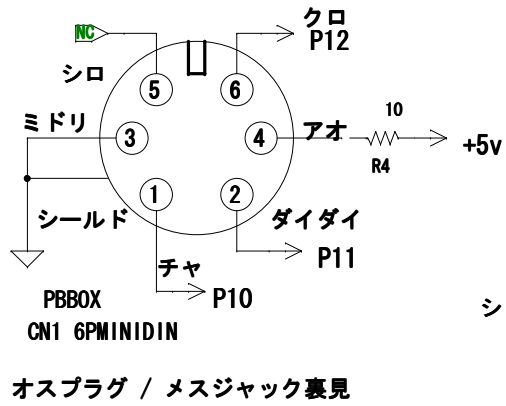 クロ
NC
P12
シロ
5
6
10
ミドリ
3
4
アオ
+5v
R4
1
2
シールド
ダイダイ
P11
チャ
PBBOX
P10
シ
CN1 6PMINIDIN
オスプラグ / メスジャック裏見